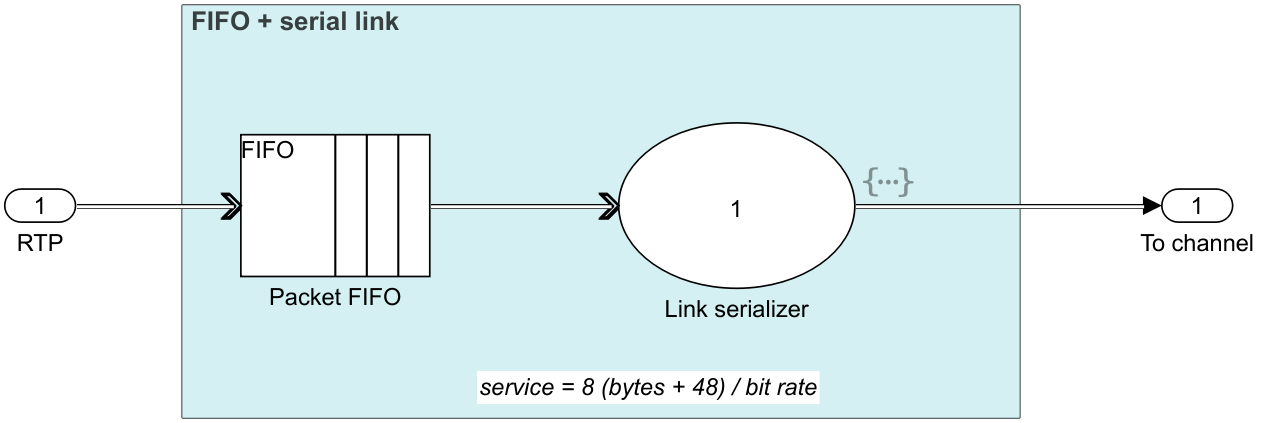 FIFO + serial link
FIFO
1
1
{...}
1
RTP
To channel
Packet FIFO
Link serializer
service = 8 (bytes + 48) / bit rate